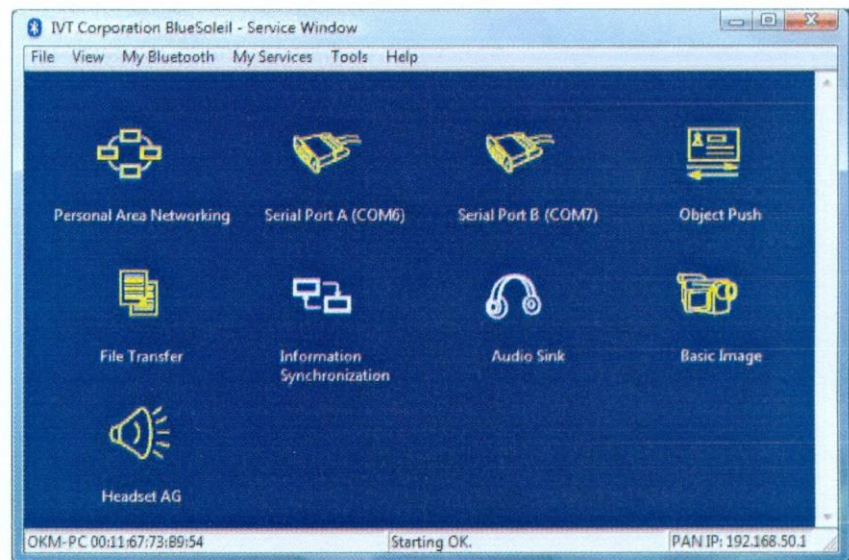 IVT Corporation BlueSoleil - Service Window
File View My Bluetooth My Services Tools Help
Personal Area Networking Serial Port A (COM6) Serial Port B (COM7) Object Push
File Transfer Information Synchronization Audio Sink Basic Image
Headset AG
OKM-PC 00:11:67:73:B9:54 Starting OK. PAN IP: 192.168.50.1